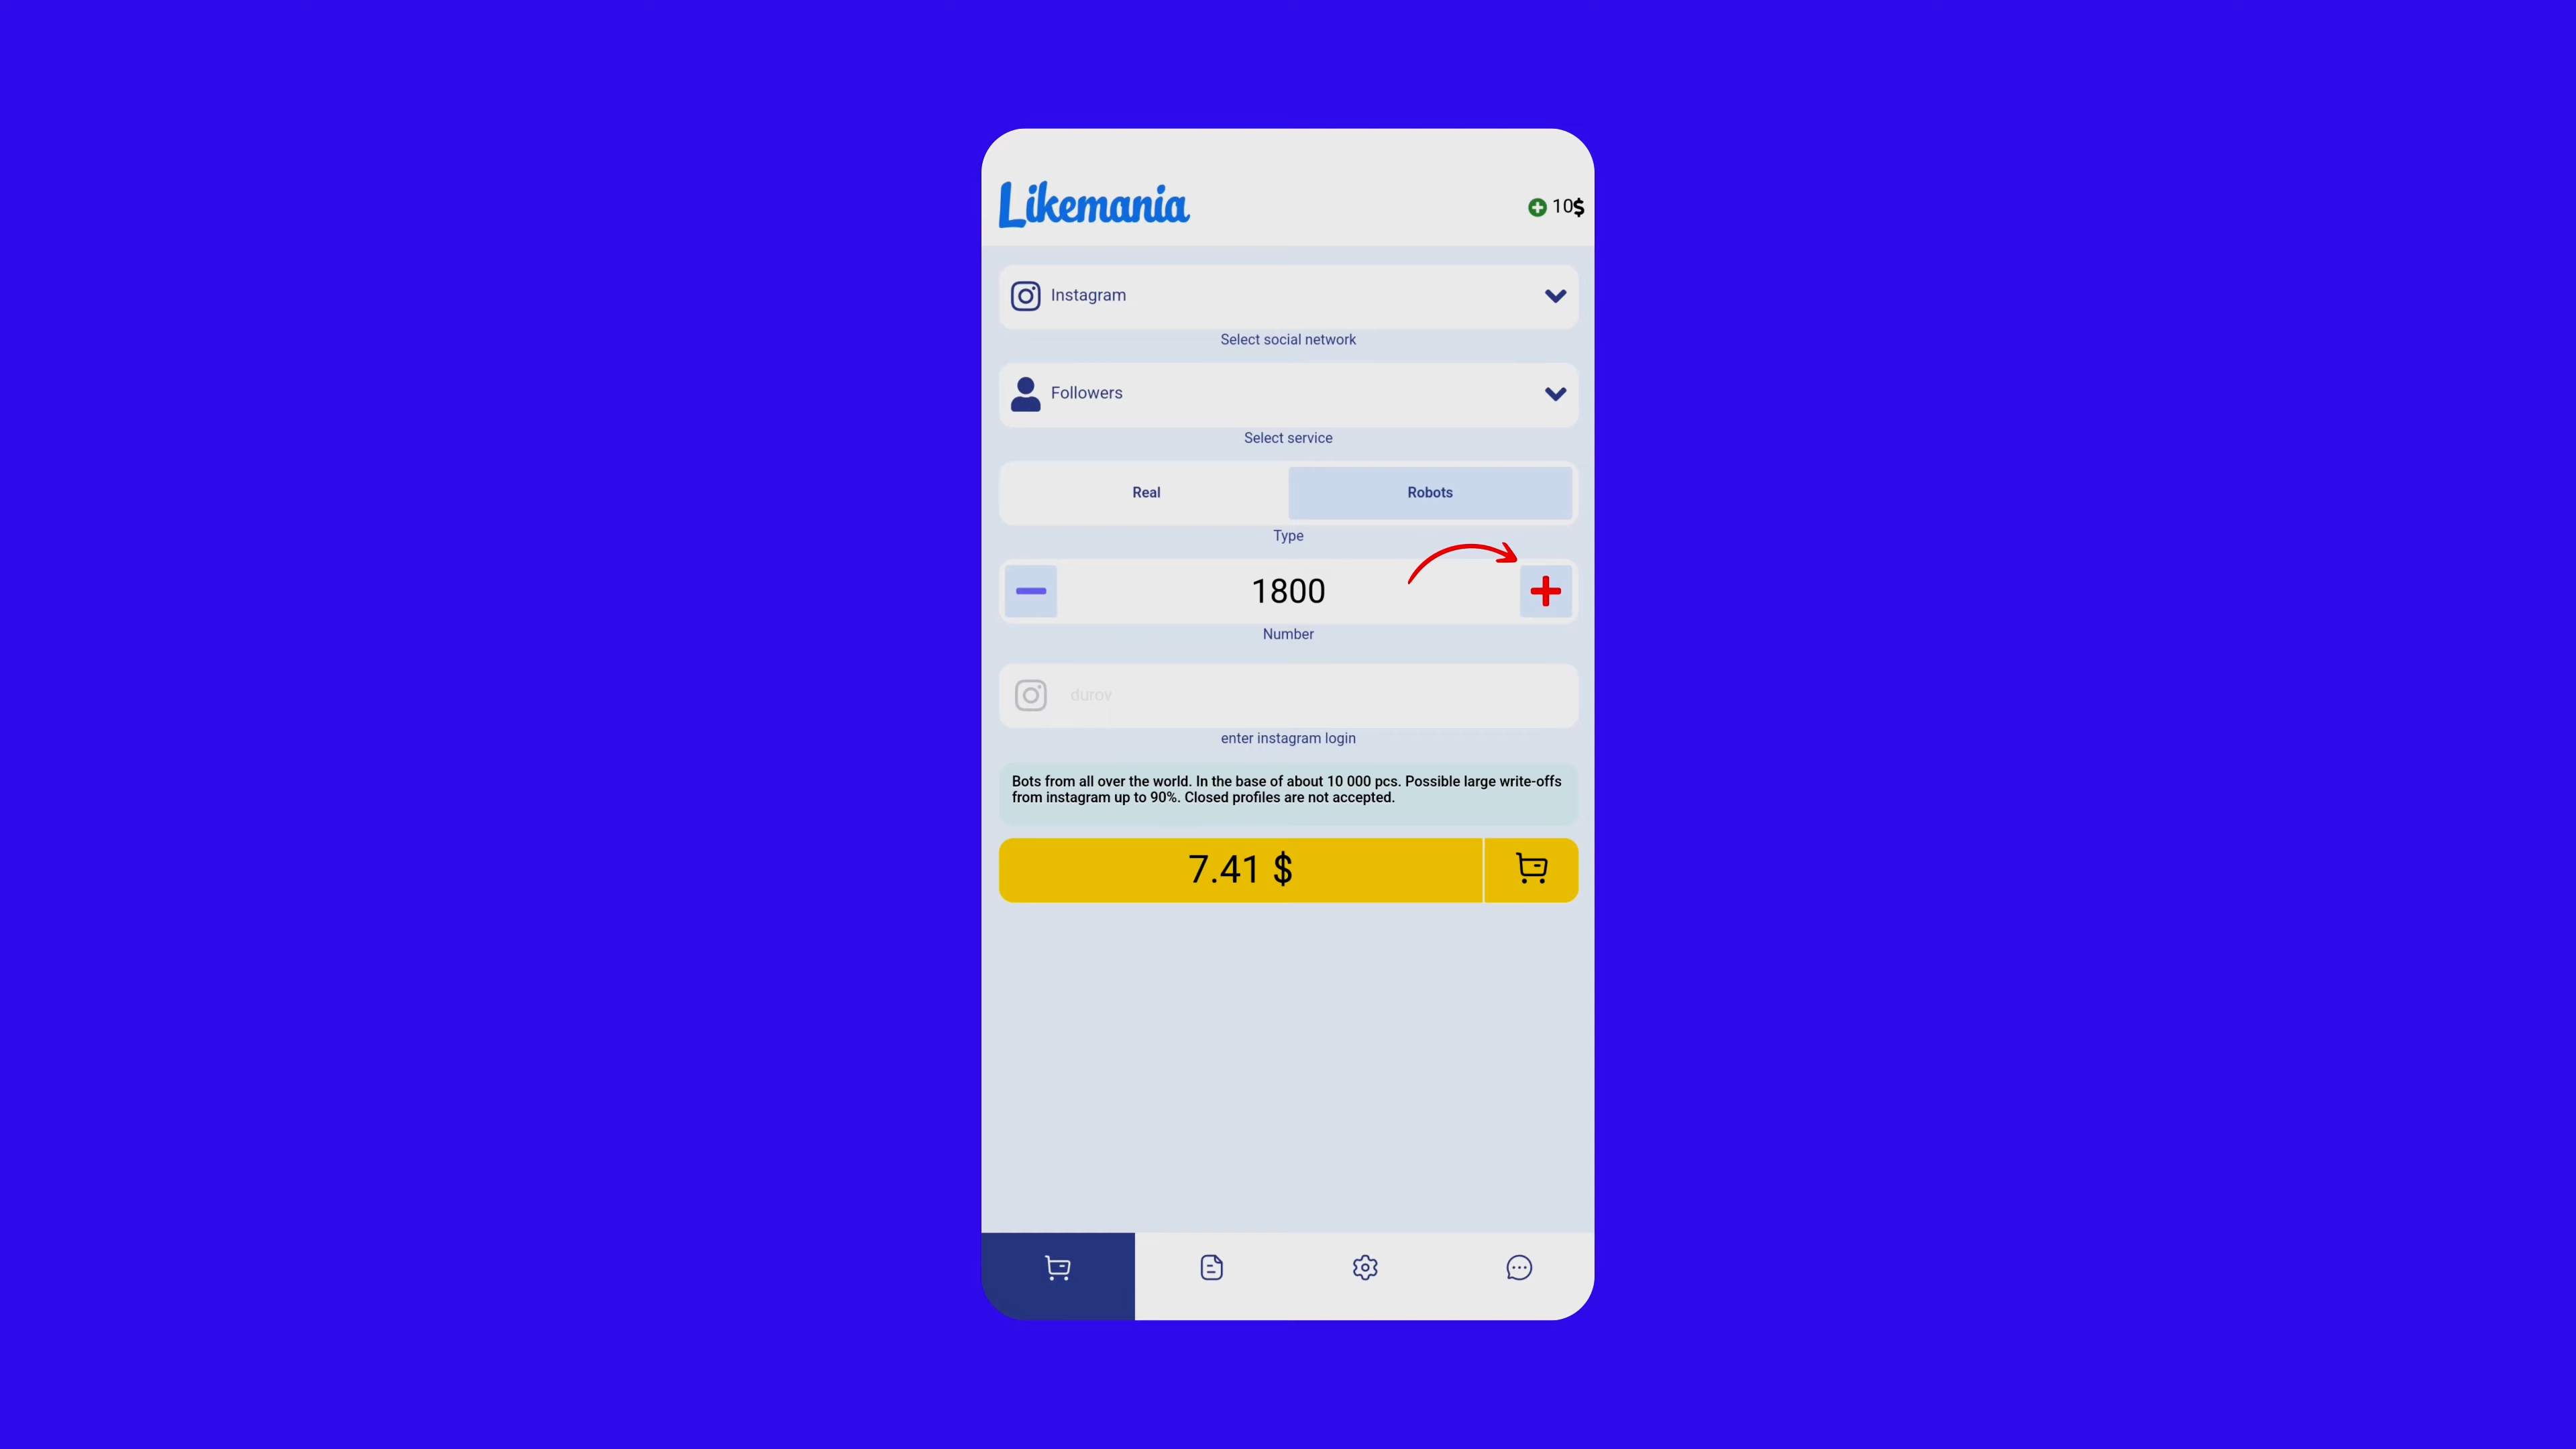 Likemania
10$
Instagram
Select social network
Followers
Select service
Real
Robots
Type
1800
Number
durov
enter instagram login
Bots from all over the world. In the base of about 10 000 pcs. Possible large write-offs
from instagram up to 90%. Closed profiles are not accepted.
7.41 $